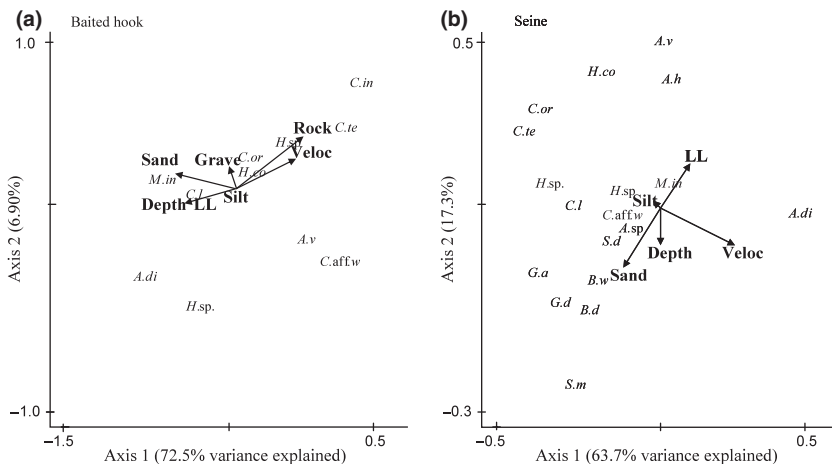 (a)
Baited hook
1.0
C.in
Rock
C.te
H.sp.
Sand
Grave
C.or
Veloc
M.in
H.co
C.l
Silt
Depth LL
A.v
C.aff.w
A.di
H.sp.
–1.0
–1.5
0.5
Axis 1 (72.5% variance explained)
Axis 2 (6.90%)
(b)
Seine
0.5
A.v
H.co
A.h
C.or
C.te
LL
H.sp.
H.sp
M.in
Silt
C.l
C.aff.w
A.di
A.sp
S.d
Depth
Veloc
G.a
Sand
B.w
G.d
B.d
S.m
–0.3
–0.5
0.5
Axis 1 (63.7% variance explained)
Axis 2 (17.3%)